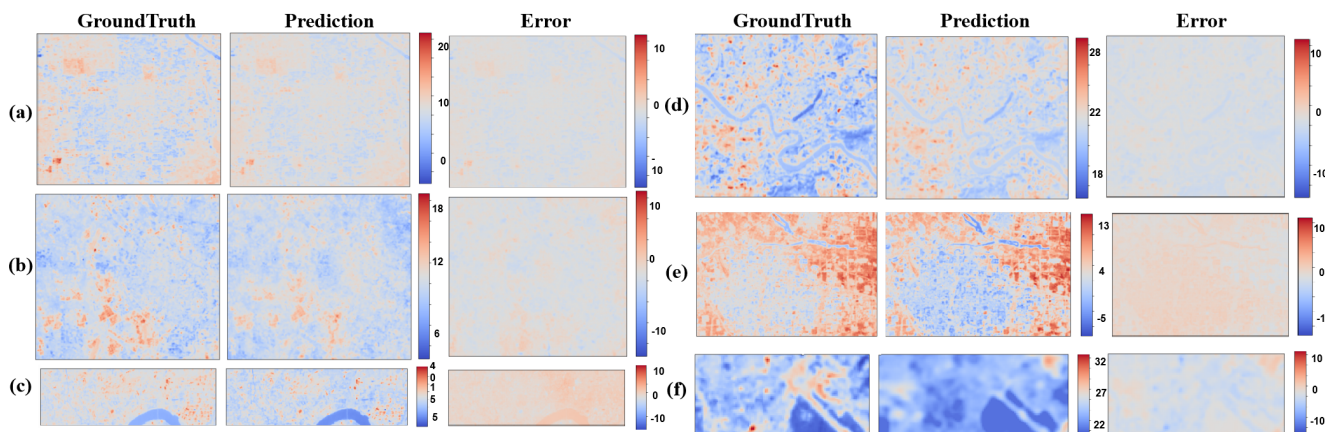 GroundTruth Prediction Error GroundTruth Prediction Error
(a) 20 10 0 10 0 - 10
(d) 28 22 18 10 0 -10
(b) 18 12 6 10 0 -10
(e) 13 4 -5 10 0 -1
(c) 4 0 1 5 5 10 0 -10
(f) 32 27 22 10 0 -10